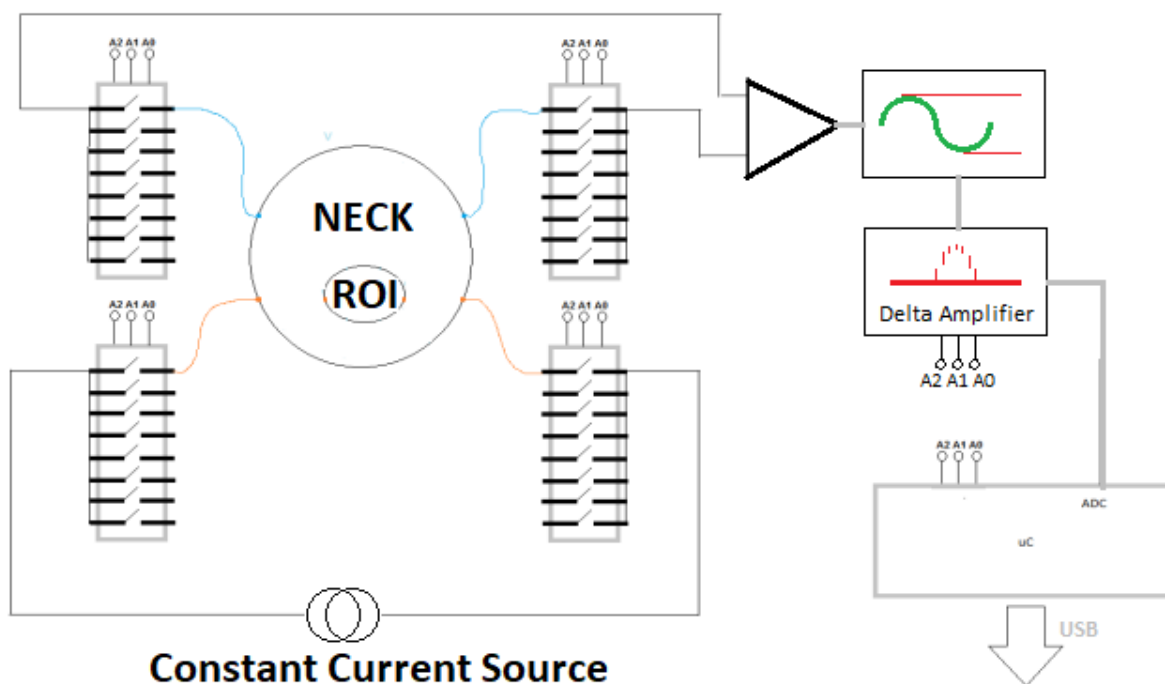 A2 A1 A0
A2 A1 A0
V
NECK
ROI
A2 A1 A0
A2 A1 A0
Delta Amplifier
A2 A1 A0
A2 A1 A0
ADC
uC
USB
Constant Current Source